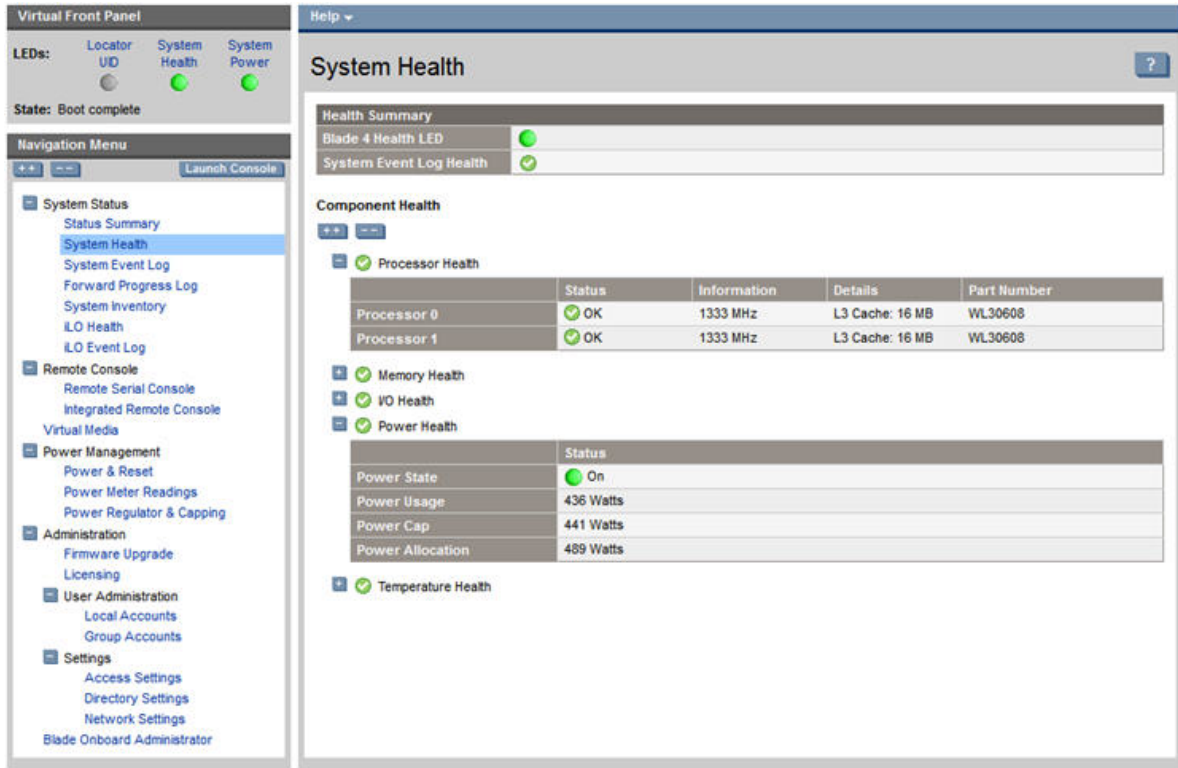 Virtual Front Panel
LEDs: Locator UID System Health System Power
State: Boot complete
Navigation Menu
++ -- Launch Console
System Status
Status Summary
System Health
System Event Log
Forward Progress Log
System Inventory
iLO Health
iLO Event Log
Remote Console
Remote Serial Console
Integrated Remote Console
Virtual Media
Power Management
Power & Reset
Power Meter Readings
Power Regulator & Capping
Administration
Firmware Upgrade
Licensing
User Administration
Local Accounts
Group Accounts
Settings
Access Settings
Directory Settings
Network Settings
Blade Onboard Administrator
Help
System Health ?
Health Summary
Blade 4 Health LED
System Event Log Health
Component Health
++ --
Processor Health
Status Information Details Part Number
Processor 0 OK 1333 MHz L3 Cache: 16 MB WL30608
Processor 1 OK 1333 MHz L3 Cache: 16 MB WL30608
Memory Health
I/O Health
Power Health
Status
Power State On
Power Usage 436 Watts
Power Cap 441 Watts
Power Allocation 489 Watts
Temperature Health